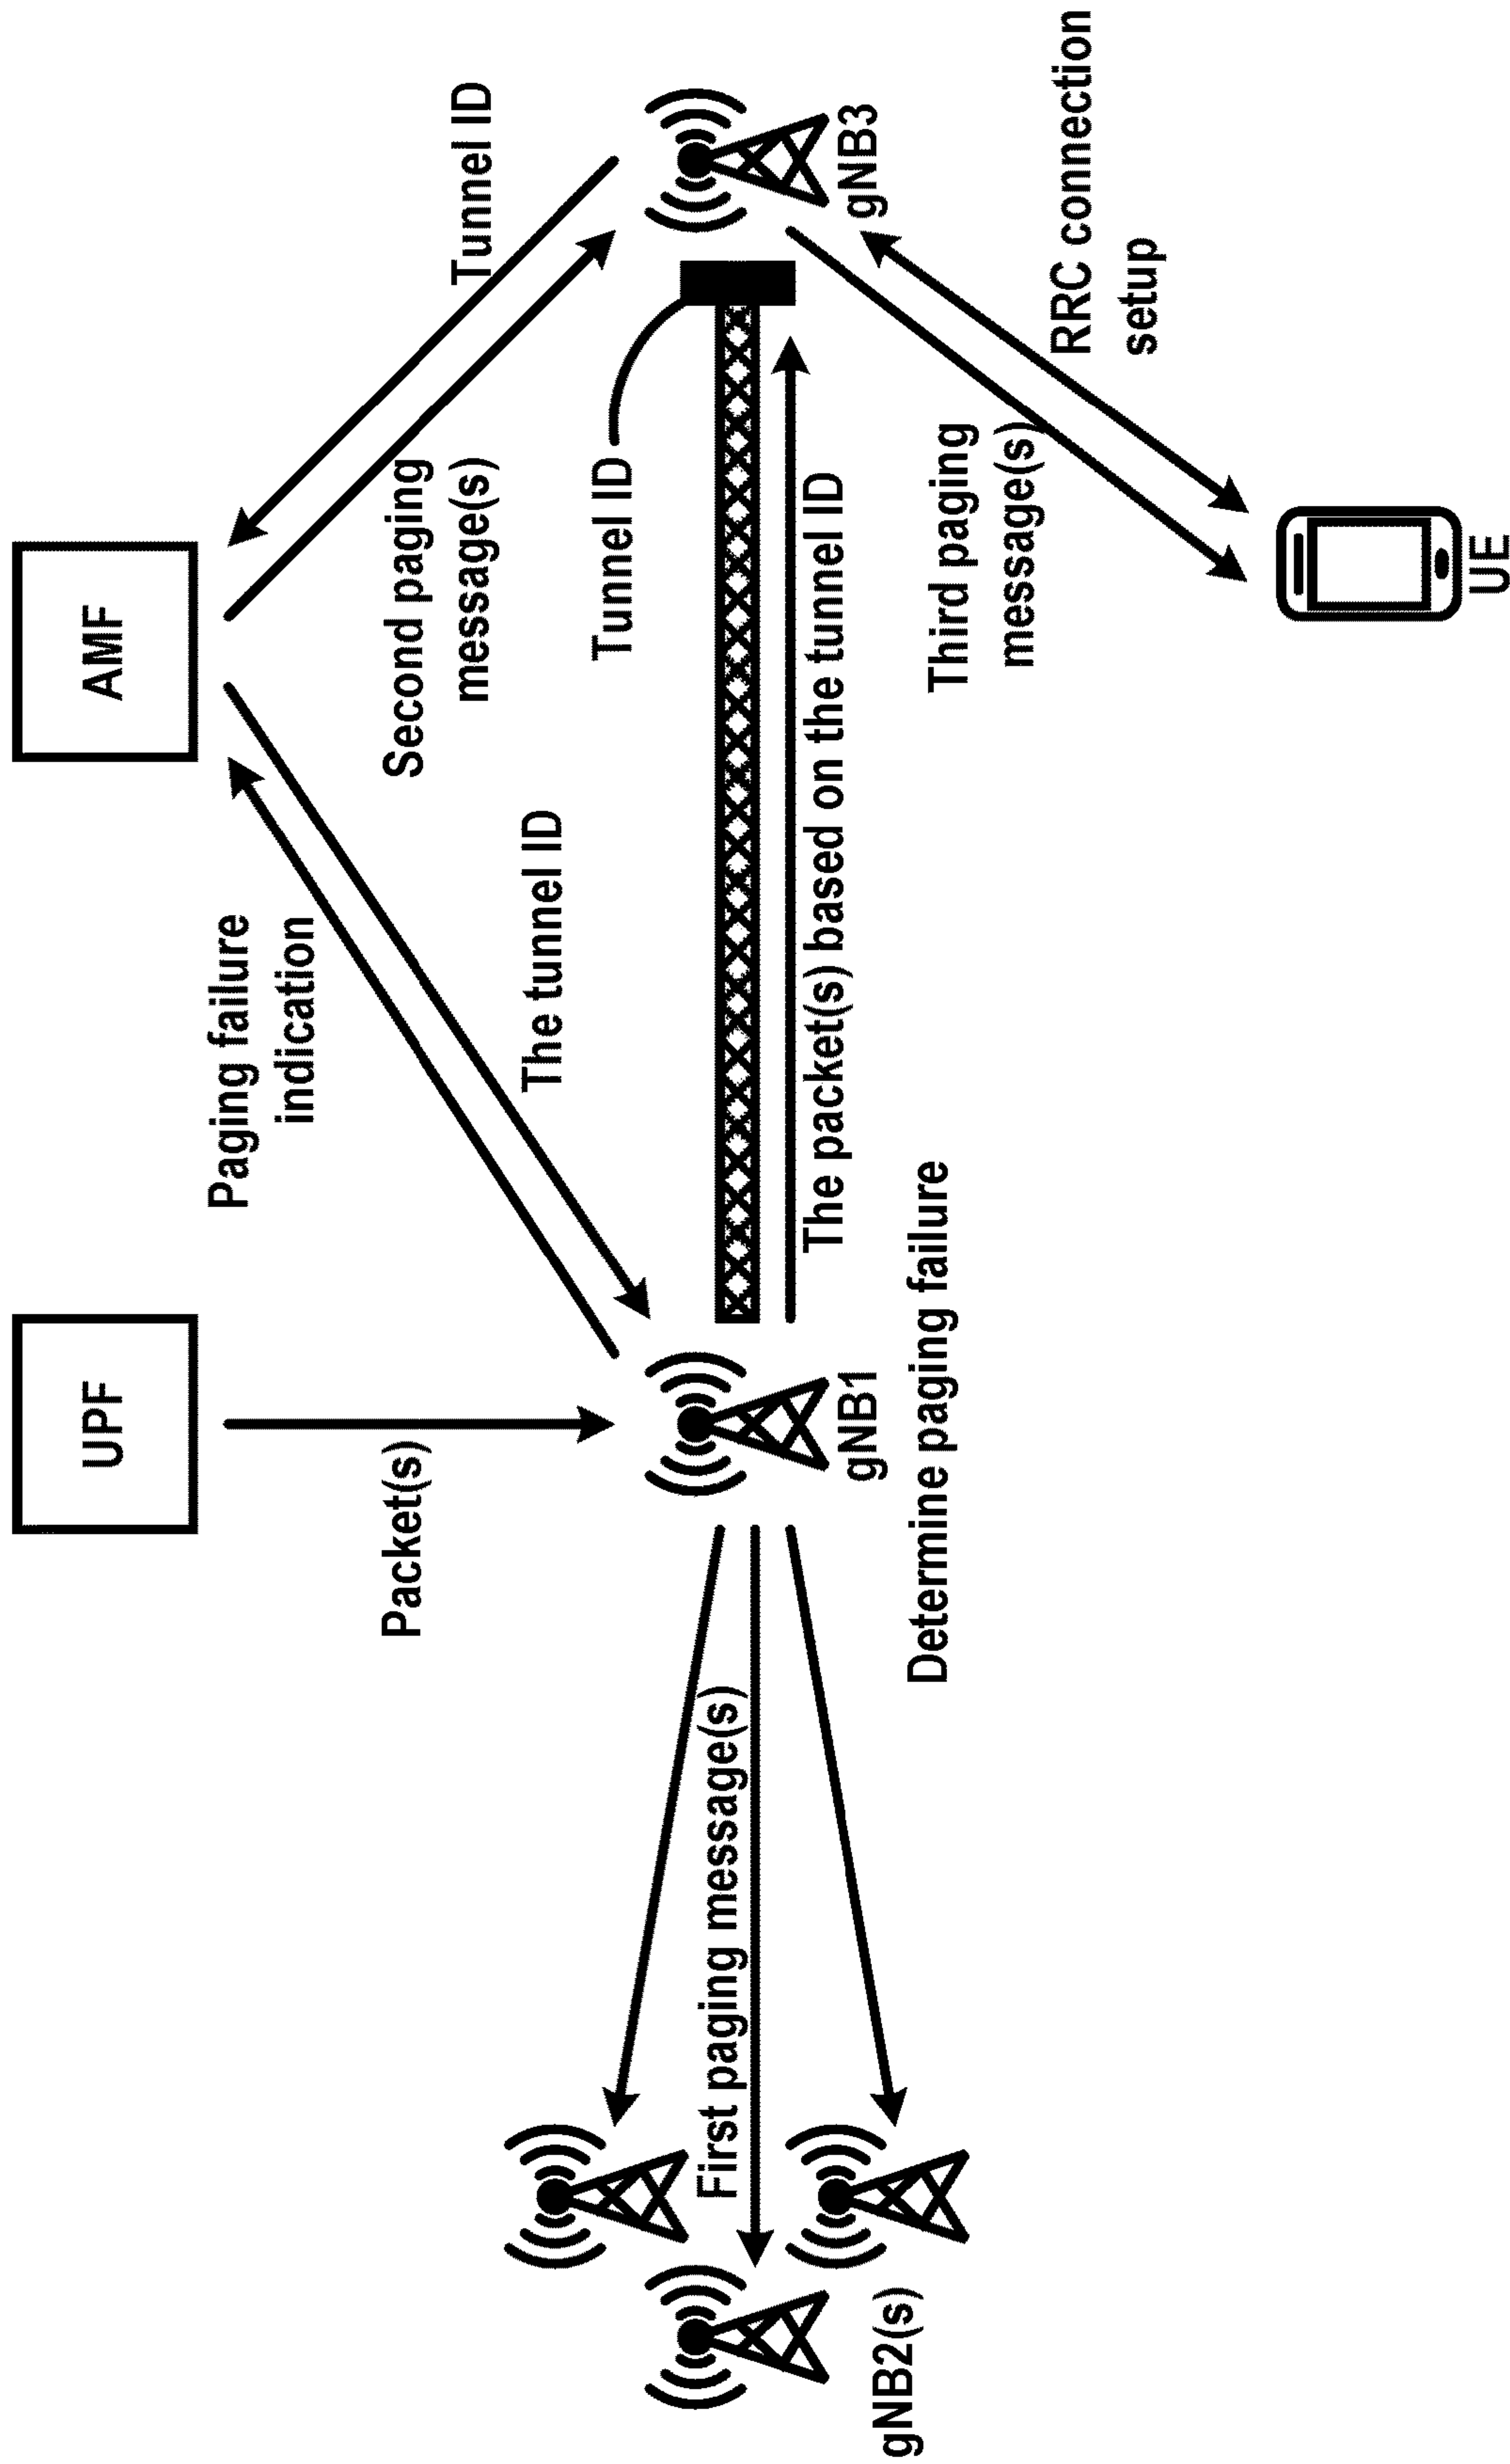 UPF
AMF
Paging failure
indication
Packet(s)
Second paging
message(s)
Tunnel ID
The tunnel ID
Tunnel ID
First paging message(s)
The packet(s) based on the tunnel ID
gNB2(s)
gNB1
gNB3
Determine paging failure
Third paging
message(s)
RRC connection
setup
UE